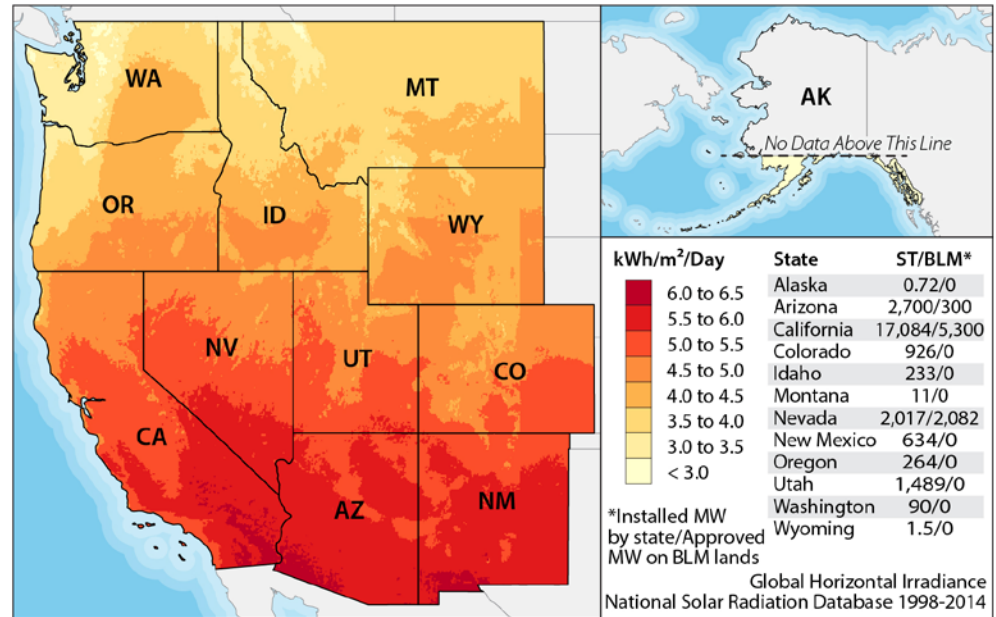 WA
MT
OR
ID
WY
NV
UT
CO
CA
AZ
NM
AK
No Data Above This Line
kWh/m²/Day
6.0 to 6.5
5.5 to 6.0
5.0 to 5.5
4.5 to 5.0
4.0 to 4.5
3.5 to 4.0
3.0 to 3.5
< 3.0
State ST/BLM*
Alaska 0.72/0
Arizona 2,700/300
California 17,084/5,300
Colorado 926/0
Idaho 233/0
Montana 11/0
Nevada 2,017/2,082
New Mexico 634/0
Oregon 264/0
Utah 1,489/0
Washington 90/0
Wyoming 1.5/0
*Installed MW
by state/Approved
MW on BLM lands
Global Horizontal Irradiance
National Solar Radiation Database 1998-2014